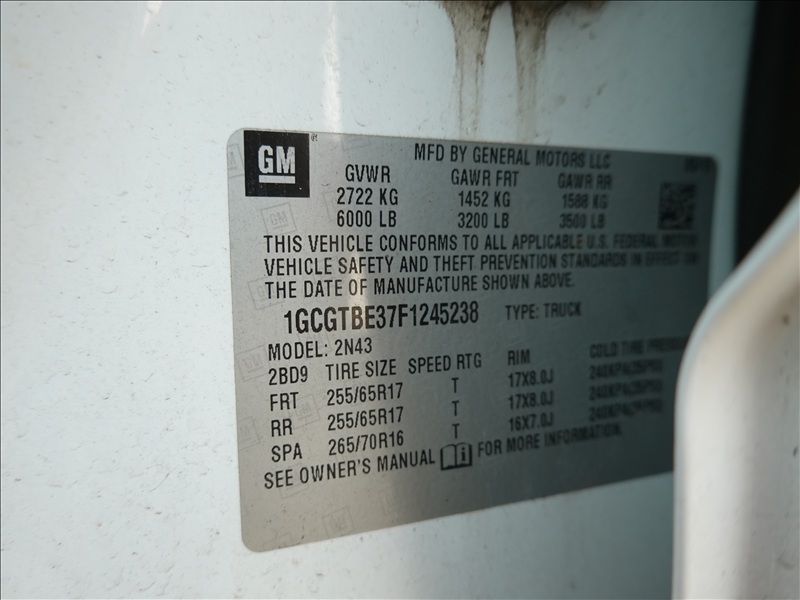 GM
MFD BY GENERAL MOTORS LLC
GVWR GAWR FRT GAWR RR
2722 KG 1452 KG 1588 KG
6000 LB 3200 LB 3500 LB
THIS VEHICLE CONFORMS TO ALL APPLICABLE U.S. FEDERAL MOTOR
VEHICLE SAFETY AND THEFT PREVENTION STANDARDS IN EFFECT ON
THE DATE OF MANUFACTURE SHOWN ABOVE.
1GCGTBE37F1245238 TYPE: TRUCK
MODEL: 2N43
2BD9 TIRE SIZE SPEED RTG RIM COLD TIRE
FRT 255/65R17 T 17X8.0J
RR 255/65R17 T 17X8.0J
SPA 265/70R16 T 16X7.0J
SEE OWNER'S MANUAL FOR MORE INFORMATION.